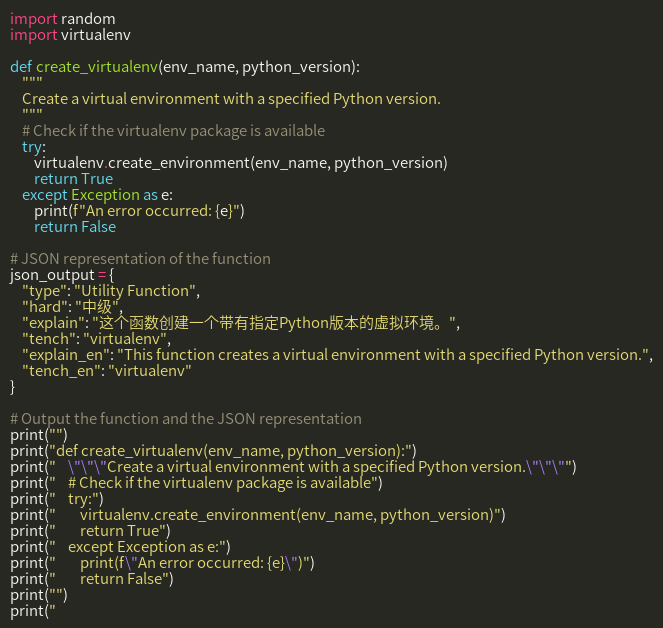 import random
import virtualenv

def create_virtualenv(env_name, python_version):
    """
    Create a virtual environment with a specified Python version.
    """
    # Check if the virtualenv package is available
    try:
        virtualenv.create_environment(env_name, python_version)
        return True
    except Exception as e:
        print(f"An error occurred: {e}")
        return False

# JSON representation of the function
json_output = {
    "type": "Utility Function",
    "hard": "中级",
    "explain": "这个函数创建一个带有指定Python版本的虚拟环境。",
    "tench": "virtualenv",
    "explain_en": "This function creates a virtual environment with a specified Python version.",
    "tench_en": "virtualenv"
}

# Output the function and the JSON representation
print("")
print("def create_virtualenv(env_name, python_version):")
print("    \"\"\"Create a virtual environment with a specified Python version.\"\"\"")
print("    # Check if the virtualenv package is available")
print("    try:")
print("        virtualenv.create_environment(env_name, python_version)")
print("        return True")
print("    except Exception as e:")
print("        print(f\"An error occurred: {e}\")")
print("        return False")
print("")
print("